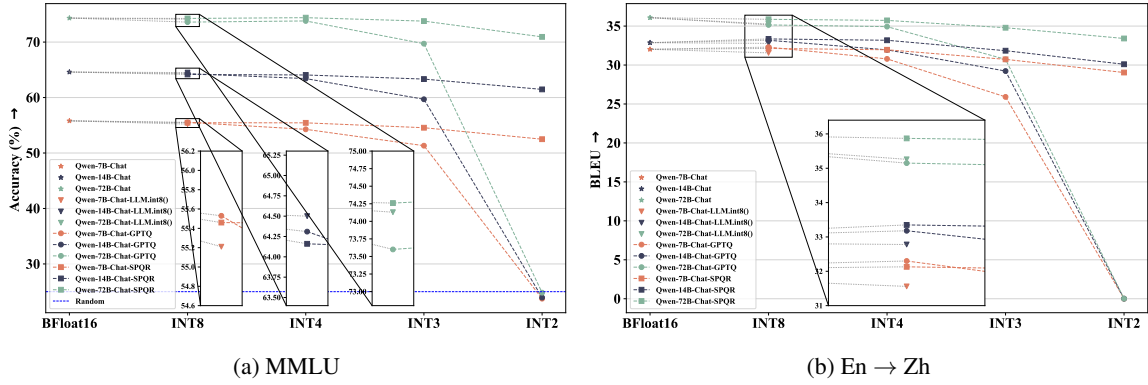 Accuracy (%) →
70
60
50
40
30
BFloat16
INT8
INT4
INT3
INT2
Qwen-7B-Chat
Qwen-14B-Chat
Qwen-72B-Chat
Qwen-7B-Chat-LLM.int8()
Qwen-14B-Chat-LLM.int8()
Qwen-72B-Chat-LLM.int8()
Qwen-7B-Chat-GPTQ
Qwen-14B-Chat-GPTQ
Qwen-72B-Chat-GPTQ
Qwen-7B-Chat-SPQR
Qwen-14B-Chat-SPQR
Qwen-72B-Chat-SPQR
Random
56.6
56.4
56.2
56.0
55.8
55.6
55.4
55.2
55.0
54.8
54.6
65.25
65.00
64.75
64.50
64.25
64.00
63.75
63.50
75.00
74.75
74.50
74.25
74.00
73.75
73.50
73.25
73.00
(a) MMLU
BLEU →
35
30
25
20
15
10
5
0
BFloat16
INT8
INT4
INT3
INT2
Qwen-7B-Chat
Qwen-14B-Chat
Qwen-72B-Chat
Qwen-7B-Chat-LLM.int8()
Qwen-14B-Chat-LLM.int8()
Qwen-72B-Chat-LLM.int8()
Qwen-7B-Chat-GPTQ
Qwen-14B-Chat-GPTQ
Qwen-72B-Chat-GPTQ
Qwen-7B-Chat-SPQR
Qwen-14B-Chat-SPQR
Qwen-72B-Chat-SPQR
36
35
34
33
32
31
(b) En → Zh